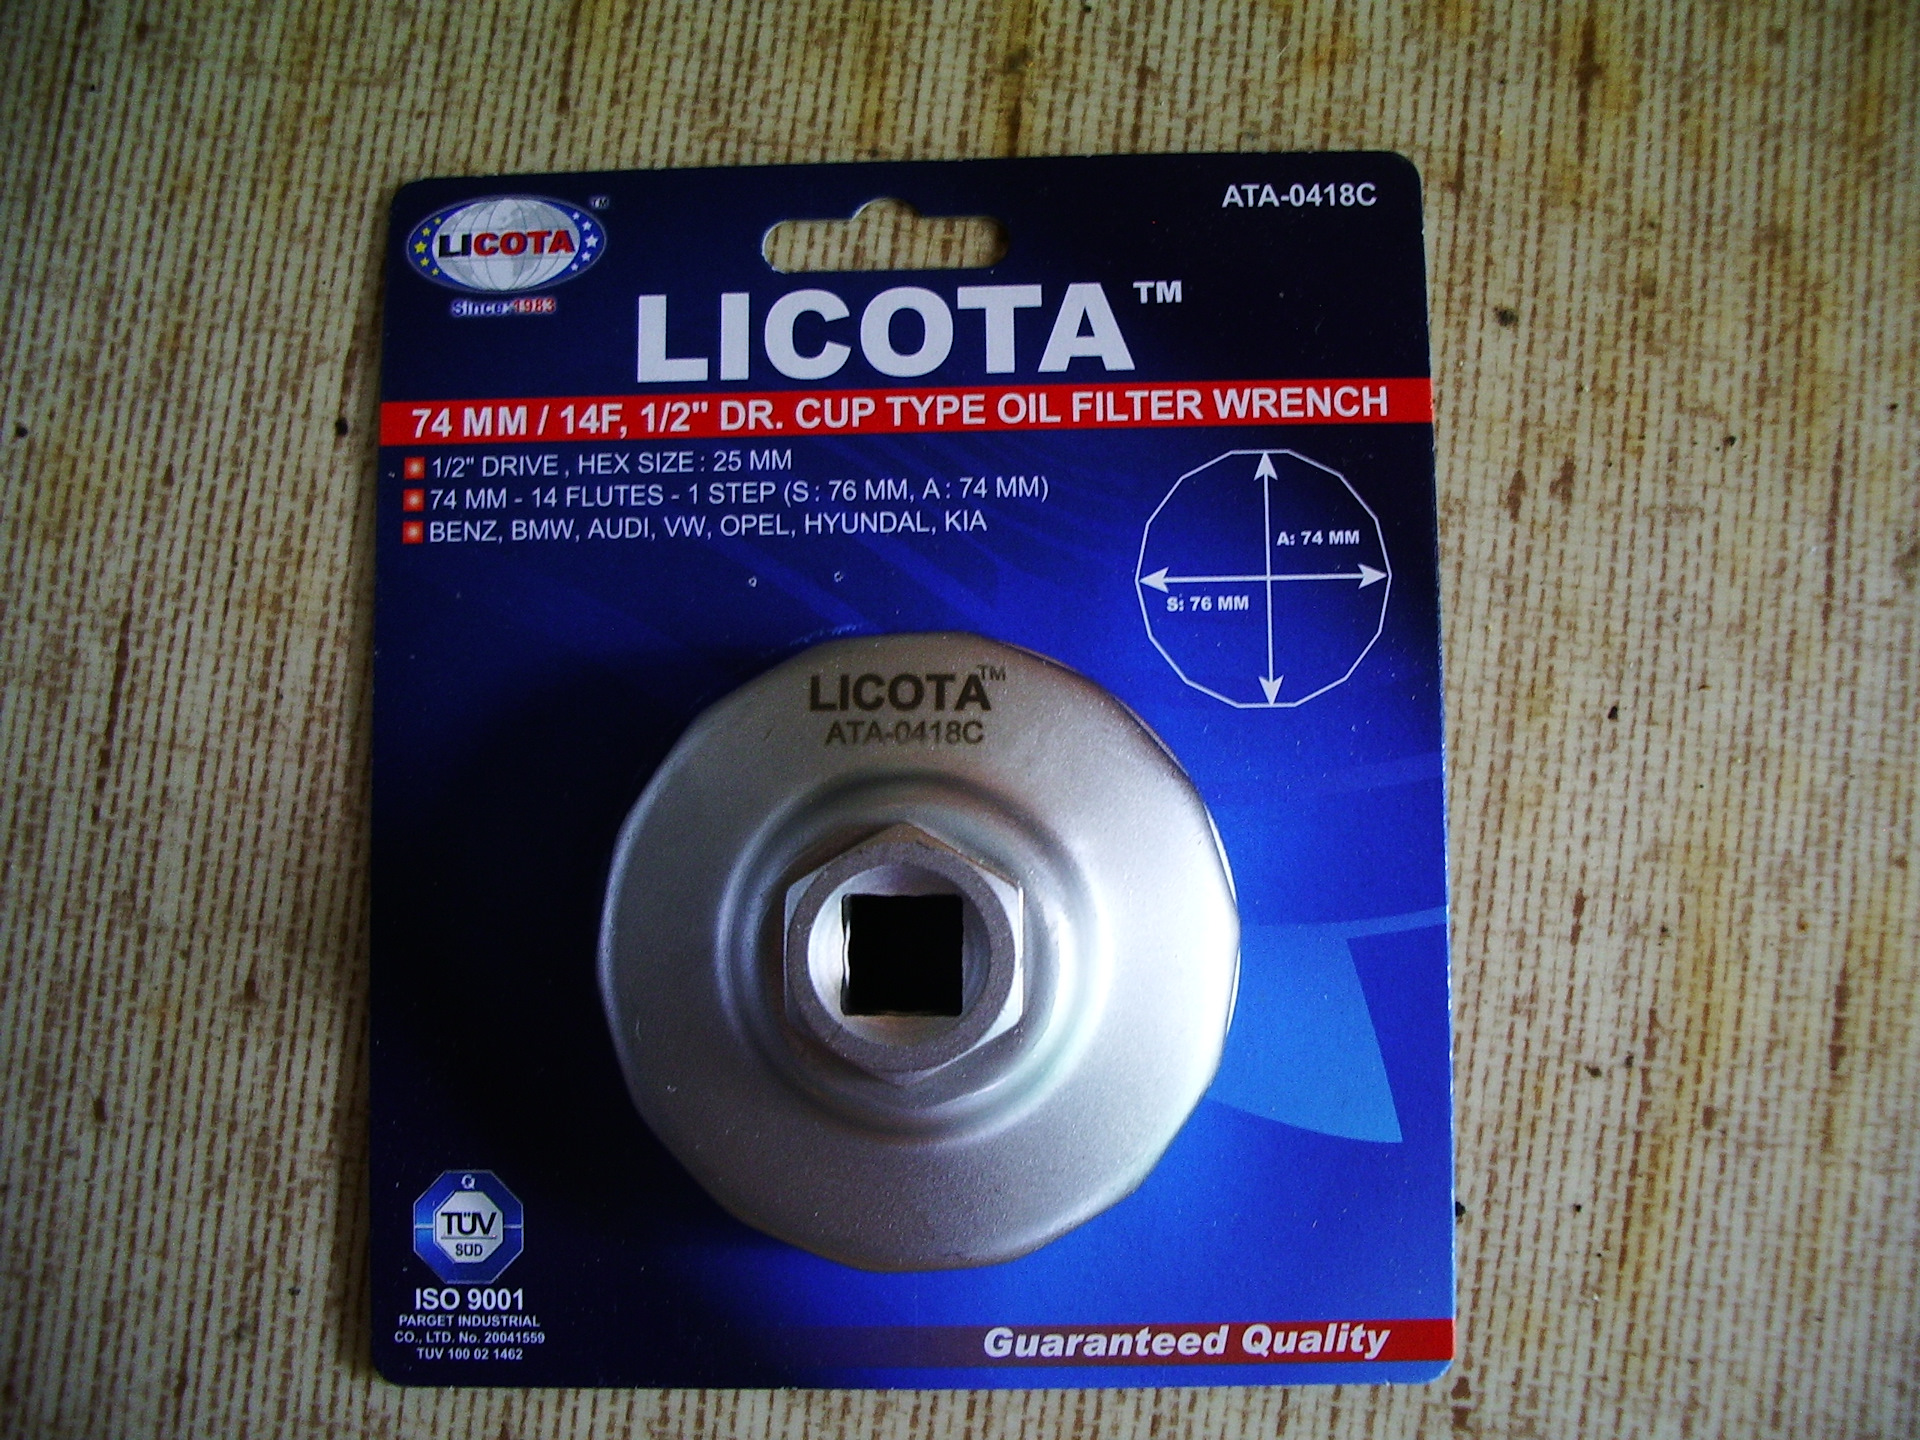 ATA-0418C
LICOTA TM
Since:1983
LICOTA™
74 MM / 14F, 1/2" DR. CUP TYPE OIL FILTER WRENCH
1/2" DRIVE, HEX SIZE : 25 MM
74 MM - 14 FLUTES - 1 STEP (S : 76 MM, A : 74 MM)
BENZ, BMW, AUDI, VW, OPEL, HYUNDAI, KIA
A: 74 MM
S: 76 MM
LICOTA™
ATA-0418C
Q
TÜV
SÜD
ISO 9001
PARGET INDUSTRIAL
CO., LTD. No. 20041559
TUV 100 02 1462
Guaranteed Quality